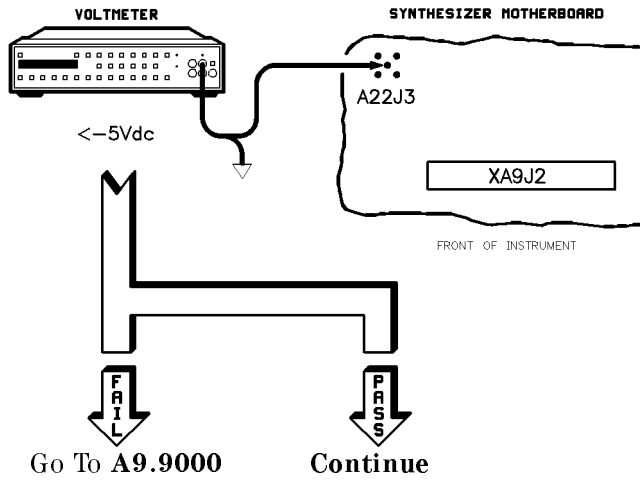 VOLTMETER
SYNTHESIZER MOTHERBOARD
A22J3
<-5Vdc
XA9J2
FRONT OF INSTRUMENT
FAIL
PASS
Go To A9.9000
Continue